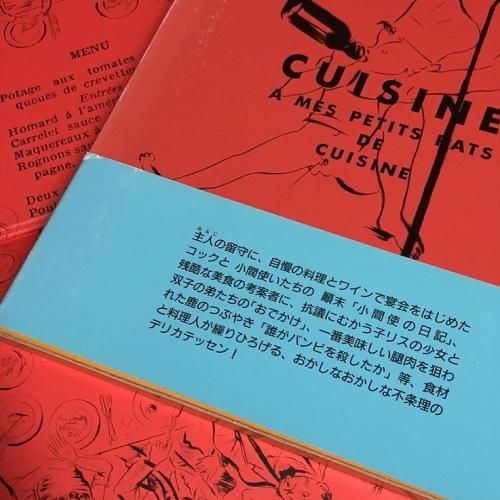 MENU
Potage aux tomates
queues de crevettes
Entrées
Homard à l'amér
Carrelet sauce
Maquereaux à
Rognons sau
pagne
Deux
Poul
CUISINE
A MES PETITS RATS
DE
CUISINE
主人の留守に、自慢の料理とワインで宴会をはじめた
あるじ
コックと 小間使いたちの 顚末「小間使の日記」、
残酷な美食の考案者に、抗議にむかう子リスの少女と
双子の弟たちの「おでかけ」、一番美味しい腿肉を狙わ
れた鹿のつぶやき「誰がバンビを殺したか」等、食材
と料理人が繰りひろげる、おかしなおかしな不条理の
デリカテッセン!